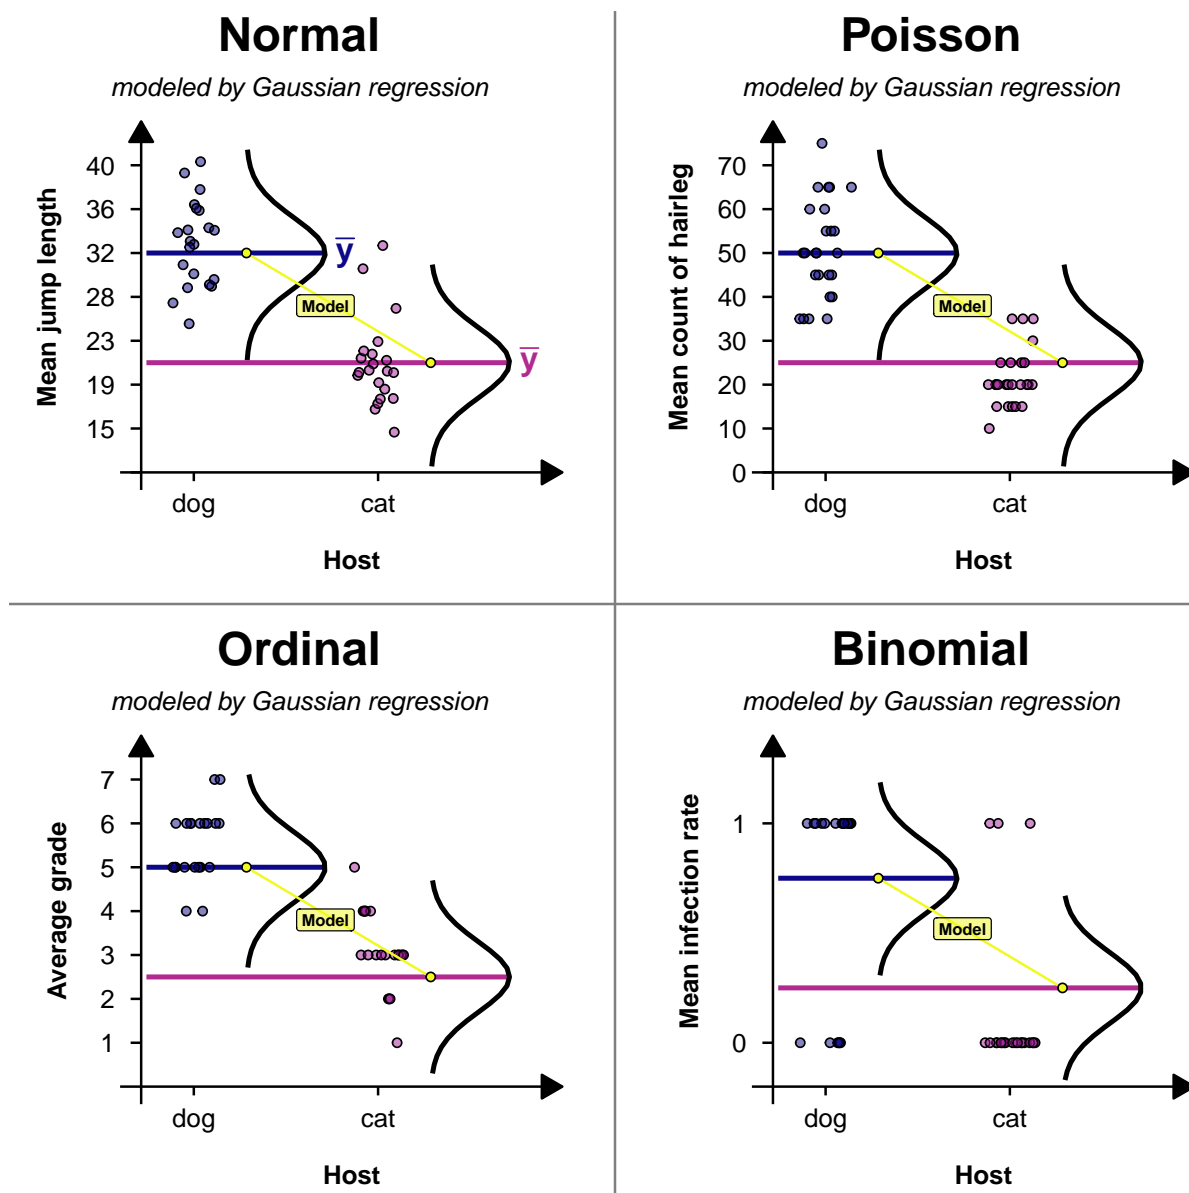 Normal
modeled by Gaussian regression
Mean jump length
40
36
32
28
23
19
15
y̅
y̅
Model
dog
cat
Host
Poisson
modeled by Gaussian regression
Mean count of hairleg
70
60
50
40
30
20
10
0
Model
dog
cat
Host
Ordinal
modeled by Gaussian regression
Average grade
7
6
5
4
3
2
1
Model
dog
cat
Host
Binomial
modeled by Gaussian regression
Mean infection rate
1
0
Model
dog
cat
Host